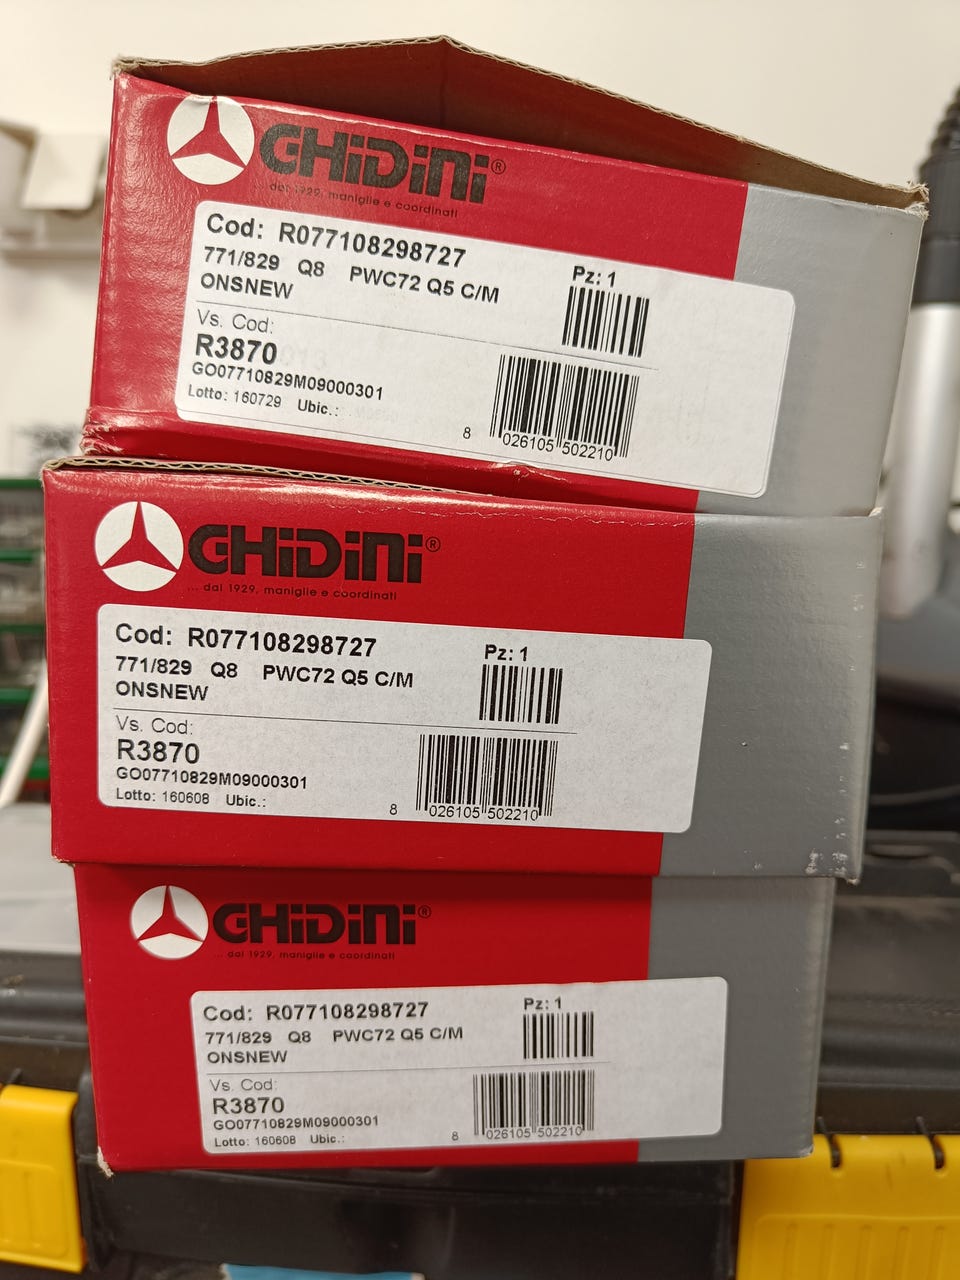 GHiDiNi®
... dal 1929, maniglie e coordinati
Cod: R077108298727
771/829 Q8 PWC72 Q5 C/M
ONSNEW
Pz: 1
Vs. Cod:
R3870
GO07710829M09000301
Lotto: 160729 Ubic.:
8 026105 502210
GHiDiNi®
... dal 1929, maniglie e coordinati
Cod: R077108298727
771/829 Q8 PWC72 Q5 C/M
ONSNEW
Pz: 1
Vs. Cod:
R3870
GO07710829M09000301
Lotto: 160608 Ubic.:
8 026105 502210
GHiDiNi®
... dal 1929, maniglie e coordinati
Cod: R077108298727
771/829 Q8 PWC72 Q5 C/M
ONSNEW
Pz: 1
Vs. Cod:
R3870
GO07710829M09000301
Lotto: 160608 Ubic.:
8 026105 502210